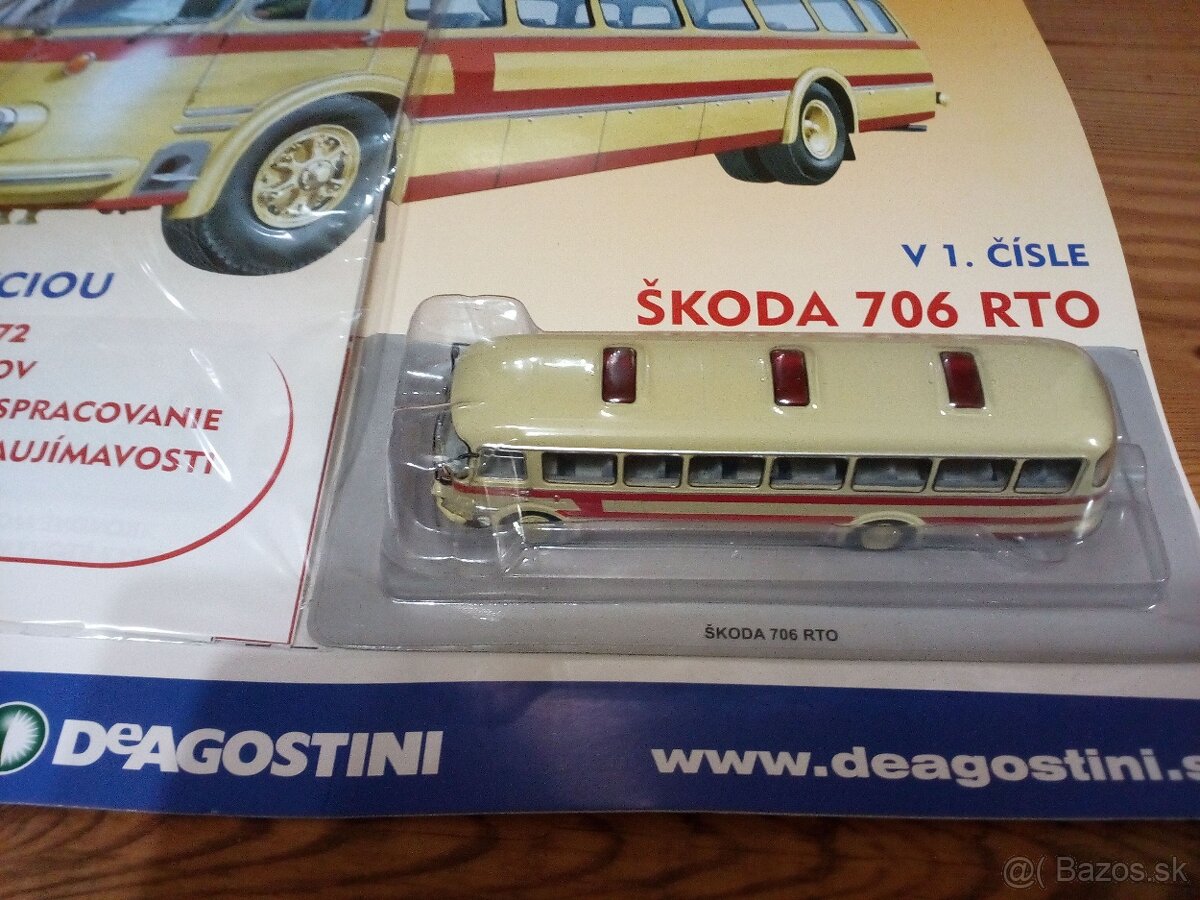 V 1. ČÍSLE
ŠKODA 706 RTO
CIOU
72
OV
SPRACOVANIE
AUJÍMAVOSTI
ŠKODA 706 RTO
DeAGOSTINI
www.deagostini.s
@( Bazos.sk